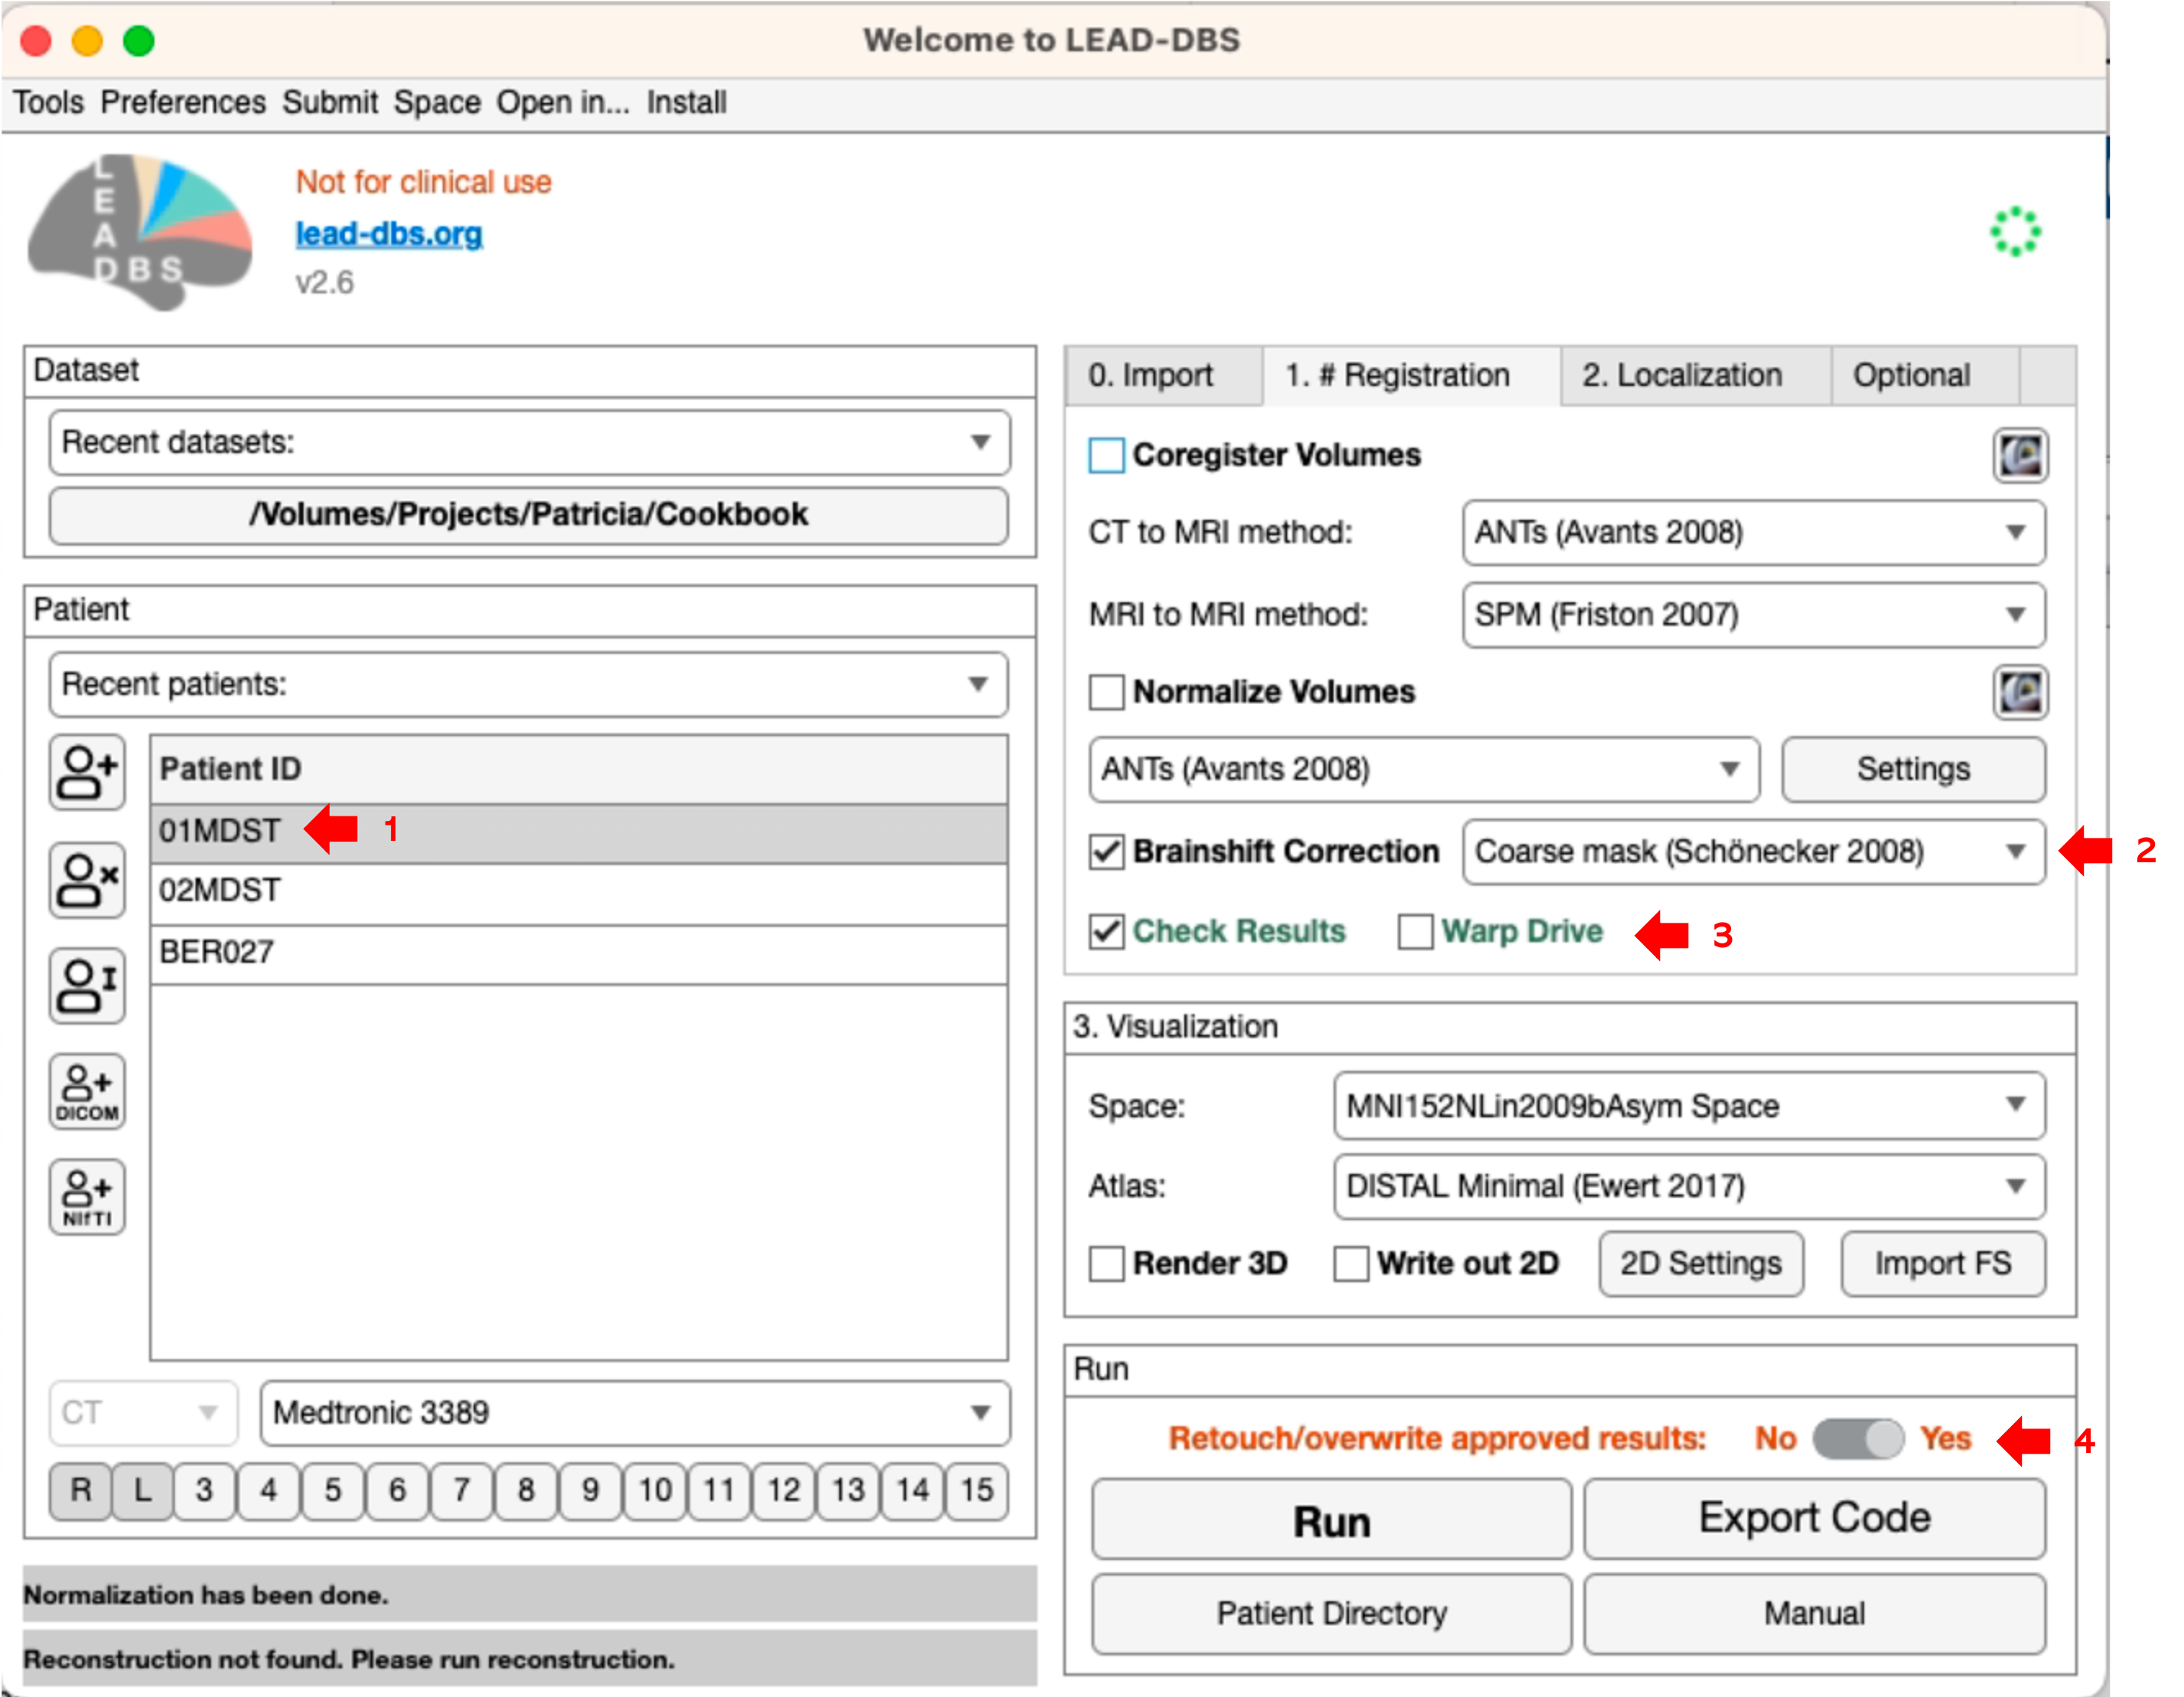 Welcome to LEAD-DBS
Tools Preferences Submit Space Open in... Install
L
E
A
D B S
Not for clinical use
lead-dbs.org
v2.6
Dataset
Recent datasets:
/Volumes/Projects/Patricia/Cookbook
Patient
Recent patients:
Patient ID
01MDST 1
02MDST
BER027
DICOM
NIfTI
CT
Medtronic 3389
R L 3 4 5 6 7 8 9 10 11 12 13 14 15
Normalization has been done.
Reconstruction not found. Please run reconstruction.
0. Import 1. # Registration 2. Localization Optional
Coregister Volumes
CT to MRI method: ANTs (Avants 2008)
MRI to MRI method: SPM (Friston 2007)
Normalize Volumes
ANTs (Avants 2008) Settings
Brainshift Correction Coarse mask (Schönecker 2008) 2
Check Results Warp Drive 3
3. Visualization
Space: MNI152NLin2009bAsym Space
Atlas: DISTAL Minimal (Ewert 2017)
Render 3D Write out 2D 2D Settings Import FS
Run
Retouch/overwrite approved results: No Yes 4
Run Export Code
Patient Directory Manual